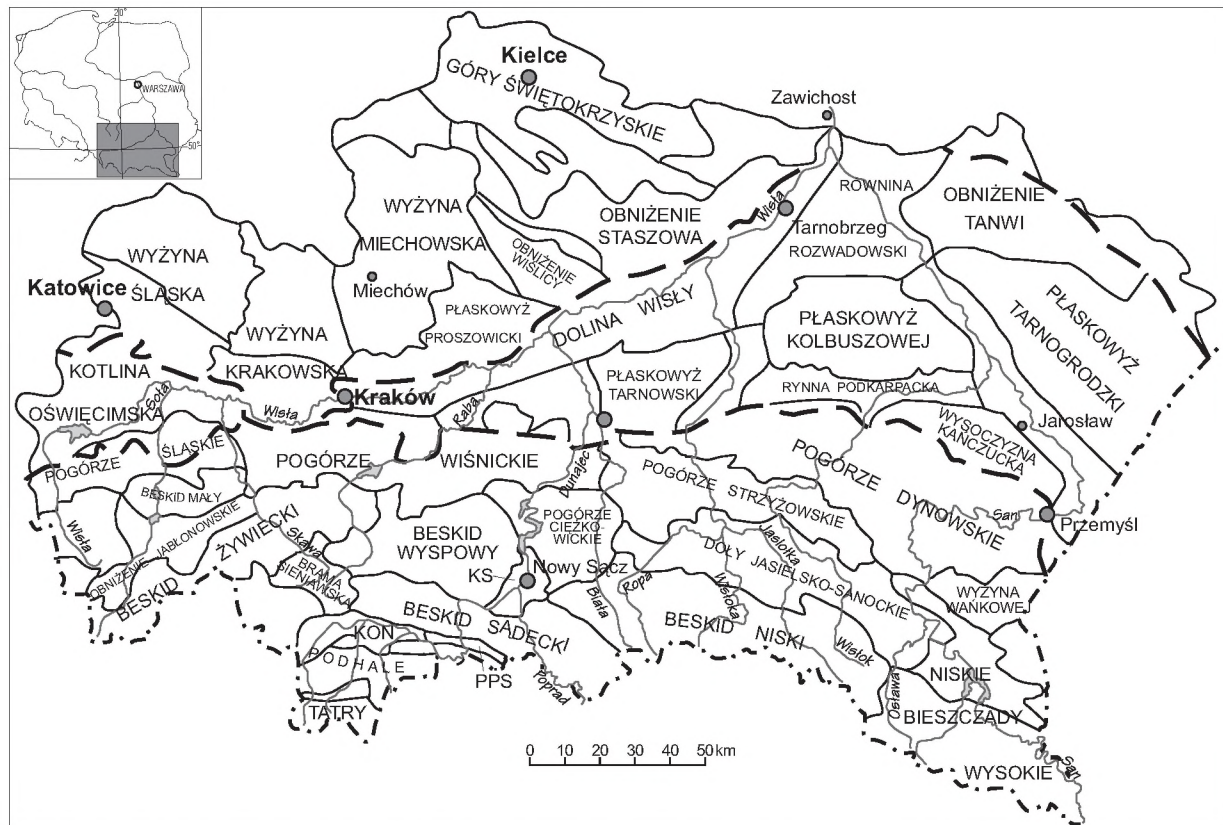 20°
WARSZAWA
50°
Kielce
GÓRY ŚWIĘTOKRZYSKIE
Zawichost
WYŻYNA
MIECHOWSKA
Miechów
OBNIŻENIE
WIŚLICY
OBNIŻENIE
STASZOWA
Wisła
Tarnobrzeg
ROWNINA
ROZWADOWSKI
OBNIŻENIE
TANWI
WYŻYNA
ŚLĄSKA
Katowice
WYŻYNA
KRAKOWSKA
PŁASKOWYŻ
PROSZOWICKI
DOLINA WISŁY
PŁASKOWYŻ
KOLBUSZOWEJ
PŁASKOWYŻ
TARNOGRODZKI
KOTLINA
OŚWIĘCIMSKA
Soła
Wisła
Kraków
Raba
PŁASKOWYŻ
TARNOWSKI
RYNNA PODKARPACKA
Jarosław
WYSOCZYZNA
KAŃCZUCKA
POGÓRZE
ŚLĄSKIE
POGÓRZE
WIŚNICKIE
Dunajec
POGÓRZE STRZYŻOWSKIE
POGÓRZE
DYNOWSKIE
San
Przemyśl
Wisła
BESKID MAŁY
OBNIŻENIE JABŁONOWSKIE
BESKID
ŻYWIECKI
Skawa
BRAMA
SIENIAWSKA
BESKID
WYSPOWY
POGÓRZE
CIĘŻKO-
WICKIE
KS
Nowy Sącz
Biała
Ropa
DOŁY JASIELSKO-SANOCKIE
Jasiołka
Wisłoka
Wisłok
WYZYNA
WAŃKOWEJ
BESKID SĄDECKI
BESKID
NISKI
KON
PODHALE
PPS
Poprad
TATRY
Osława
NISKIE
BIESZCZADY
WYSOKIE
San
0 10 20 30 40 50 km